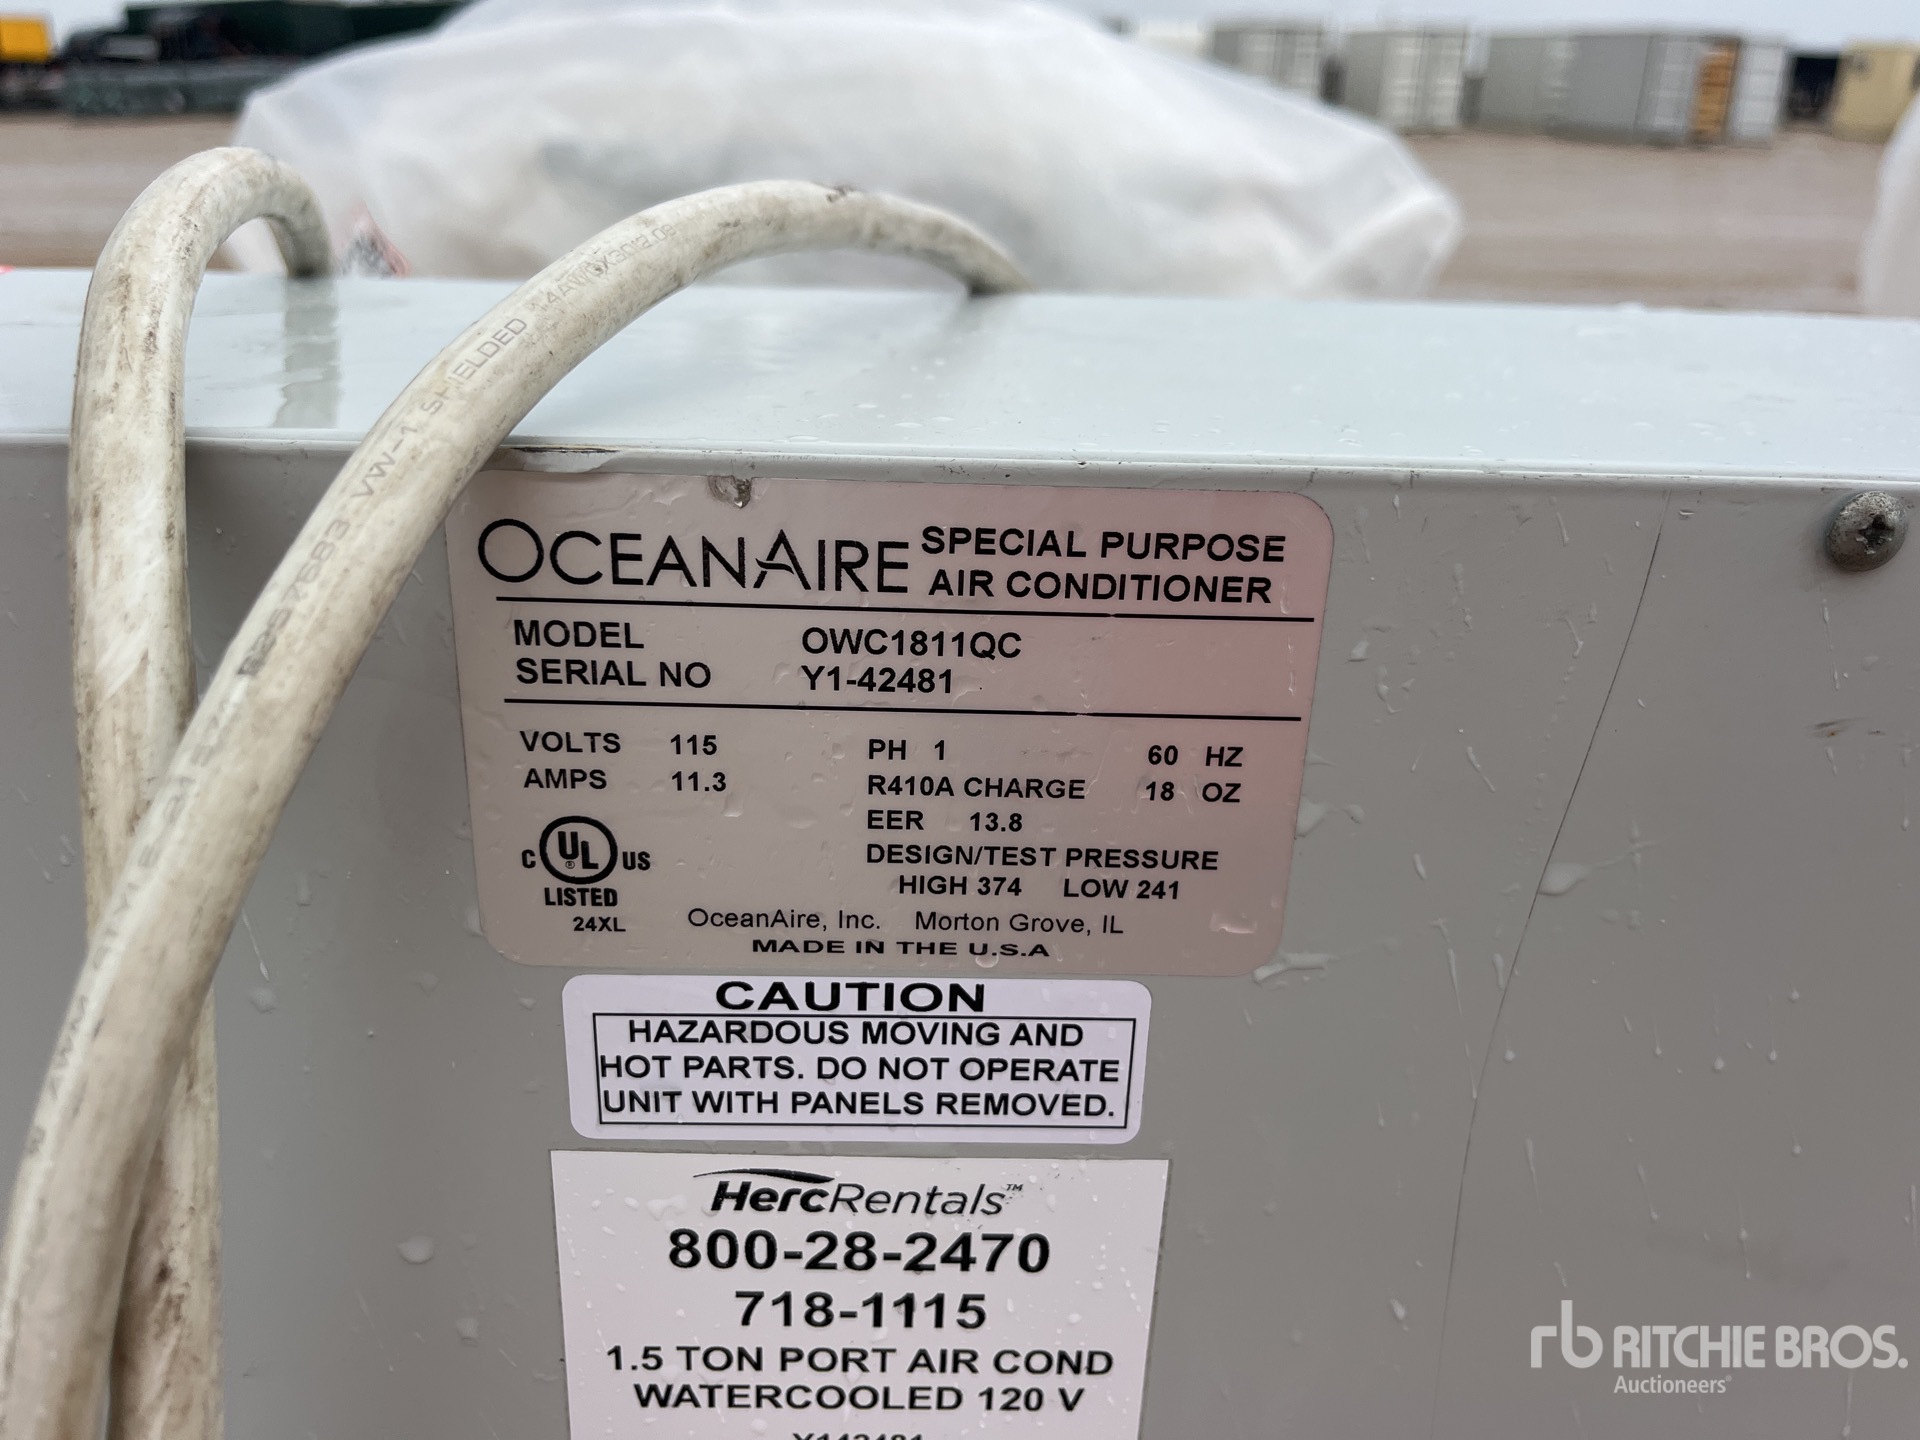 VW-1 SHIELDED 14AWGX3C
OCEANAIRE SPECIAL PURPOSE
AIR CONDITIONER
MODEL OWC1811QC
SERIAL NO Y1-42481
VOLTS 115 PH 1 60 HZ
AMPS 11.3 R410A CHARGE 18 OZ
EER 13.8
DESIGN/TEST PRESSURE
HIGH 374 LOW 241
C UL ® US
LISTED
24XL
OceanAire, Inc. Morton Grove, IL
MADE IN THE U.S.A
CAUTION
HAZARDOUS MOVING AND
HOT PARTS. DO NOT OPERATE
UNIT WITH PANELS REMOVED.
HercRentals™
800-28-2470
718-1115
1.5 TON PORT AIR COND
WATERCOOLED 120 V
Y142481
rb RITCHIE BROS.
Auctioneers